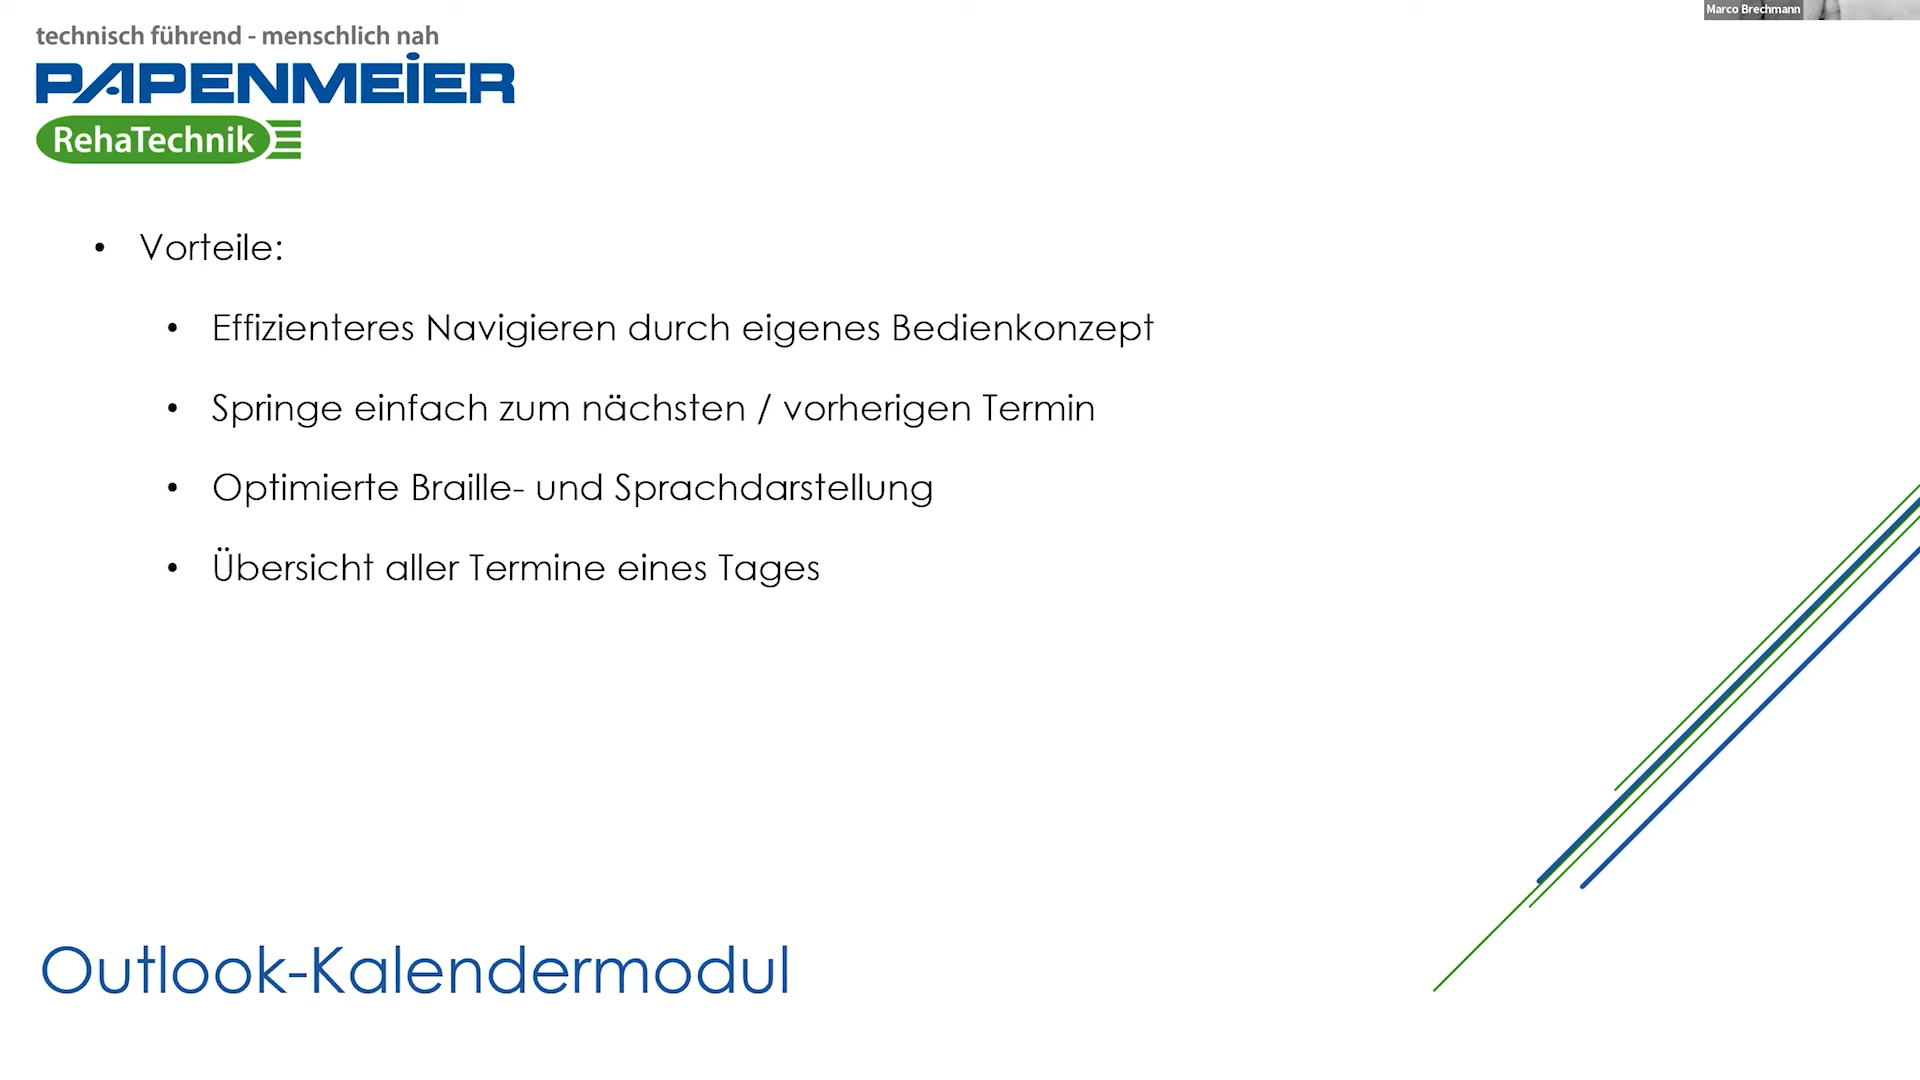 Marco Brechmann
technisch führend - menschlich nah
PAPENMEiER
RehaTechnik
• Vorteile:
• Effizienteres Navigieren durch eigenes Bedienkonzept
• Springe einfach zum nächsten / vorherigen Termin
• Optimierte Braille- und Sprachdarstellung
• Übersicht aller Termine eines Tages
Outlook-Kalendermodul